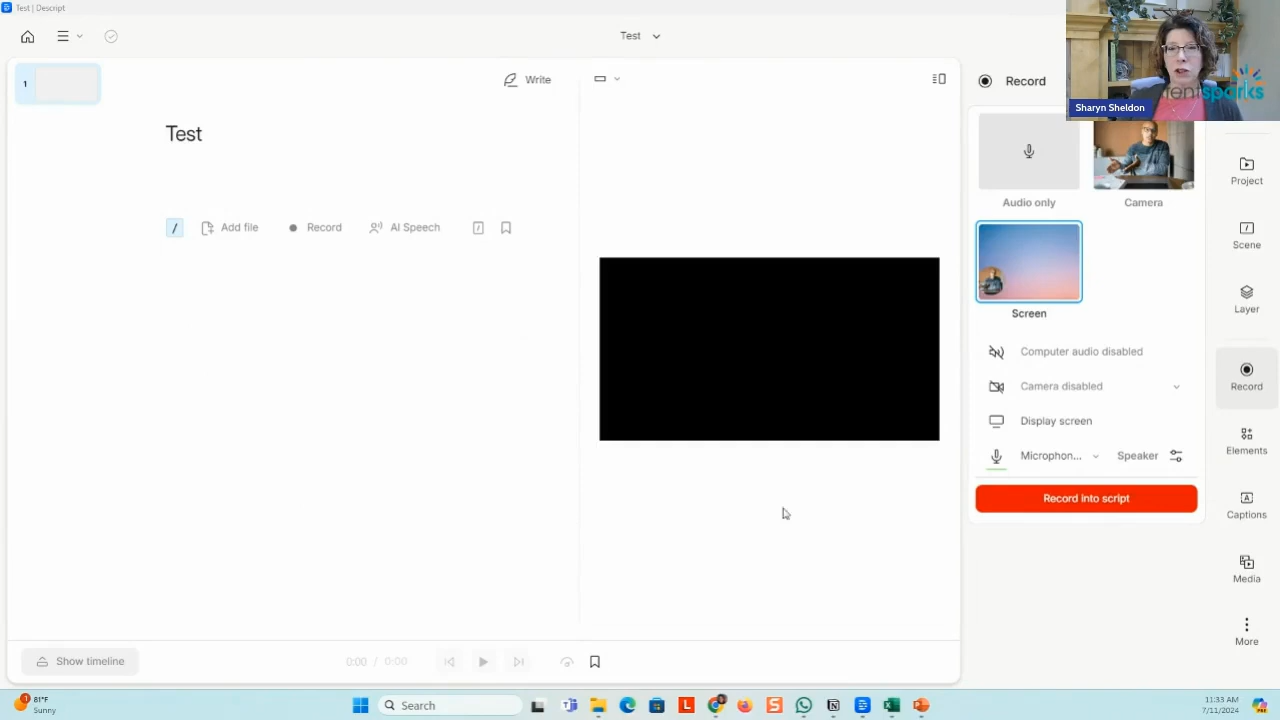 Test | Descript
Test
1
Write
Record
Sharyn Sheldon
Test
/
Add file
Record
AI Speech
Audio only
Camera
Screen
Computer audio disabled
Camera disabled
Display screen
Microphon...
Speaker
Record into script
Project
Scene
Layer
Record
Elements
Captions
Media
More
Show timeline
0:00 / 0:00
81°F
Sunny
Search
11:33 AM
7/11/2024